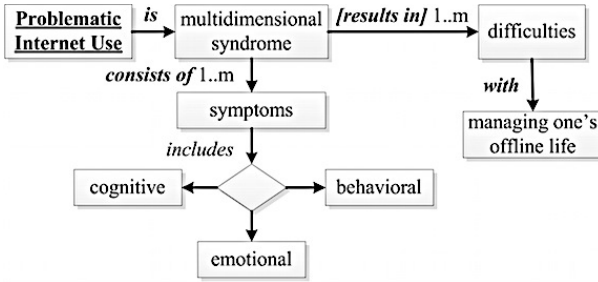 Problematic
Internet Use
is
multidimensional
syndrome
[results in] 1..m
difficulties
consists of 1..m
with
symptoms
managing one's
offline life
includes
cognitive
behavioral
emotional